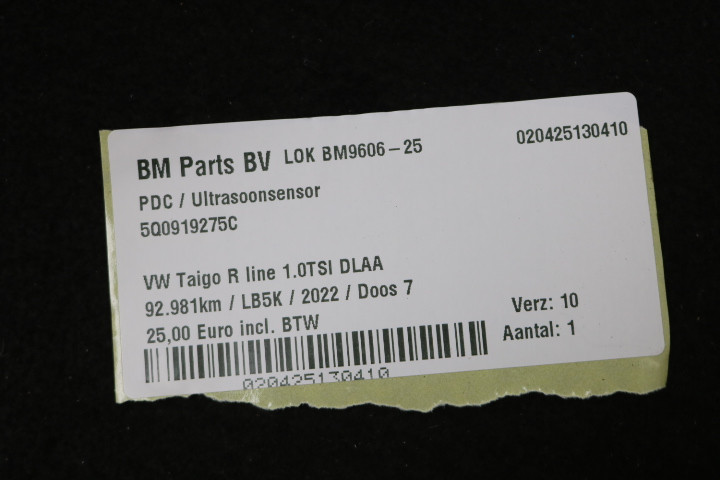 BM Parts BV LOK BM9606-25 020425130410
PDC / Ultrasoonsensor
5Q0919275C
VW Taigo R line 1.0TSI DLAA
92.981km / LB5K / 2022 / Doos 7
25,00 Euro incl. BTW
Verz: 10
Aantal: 1
020425130410